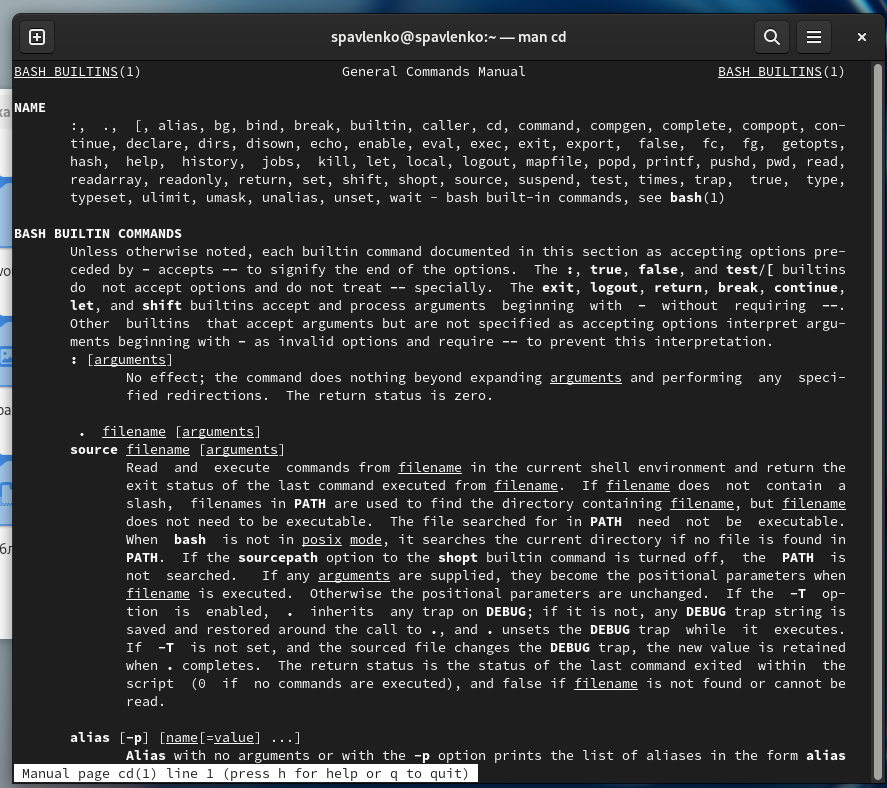 spavlenko@spavlenko:~ — man cd
BASH BUILTINS(1) General Commands Manual BASH BUILTINS(1)
NAME
:, ., [, alias, bg, bind, break, builtin, caller, cd, command, compgen, complete, compopt, con-
tinue, declare, dirs, disown, echo, enable, eval, exec, exit, export, false, fc, fg, getopts,
hash, help, history, jobs, kill, let, local, logout, mapfile, popd, printf, pushd, pwd, read,
readarray, readonly, return, set, shift, shopt, source, suspend, test, times, trap, true, type,
typeset, ulimit, umask, unalias, unset, wait - bash built-in commands, see bash(1)
BASH BUILTIN COMMANDS
Unless otherwise noted, each builtin command documented in this section as accepting options pre-
ceded by - accepts -- to signify the end of the options. The :, true, false, and test/[ builtins
do not accept options and do not treat -- specially. The exit, logout, return, break, continue,
let, and shift builtins accept and process arguments beginning with - without requiring --.
Other builtins that accept arguments but are not specified as accepting options interpret argu-
ments beginning with - as invalid options and require -- to prevent this interpretation.
: [arguments]
No effect; the command does nothing beyond expanding arguments and performing any speci-
fied redirections. The return status is zero.
. filename [arguments]
source filename [arguments]
Read and execute commands from filename in the current shell environment and return the
exit status of the last command executed from filename. If filename does not contain a
slash, filenames in PATH are used to find the directory containing filename, but filename
does not need to be executable. The file searched for in PATH need not be executable.
When bash is not in posix mode, it searches the current directory if no file is found in
PATH. If the sourcepath option to the shopt builtin command is turned off, the PATH is
not searched. If any arguments are supplied, they become the positional parameters when
filename is executed. Otherwise the positional parameters are unchanged. If the -T op-
tion is enabled, . inherits any trap on DEBUG; if it is not, any DEBUG trap string is
saved and restored around the call to ., and . unsets the DEBUG trap while it executes.
If -T is not set, and the sourced file changes the DEBUG trap, the new value is retained
when . completes. The return status is the status of the last command exited within the
script (0 if no commands are executed), and false if filename is not found or cannot be
read.
alias [-p] [name[=value] ...]
Alias with no arguments or with the -p option prints the list of aliases in the form alias
Manual page cd(1) line 1 (press h for help or q to quit)